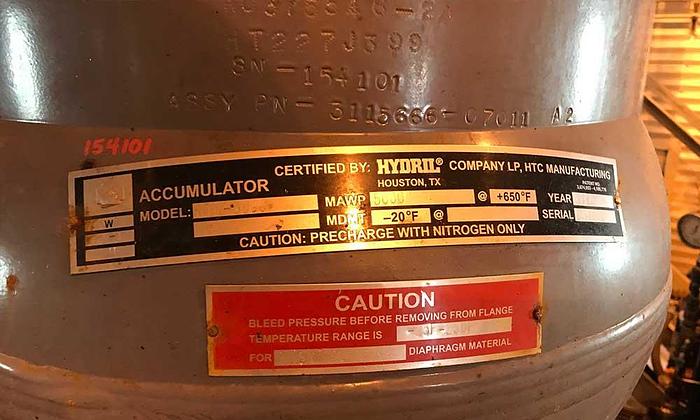 SN-154101
ASSY PN- 3115666-07011 A2
154101
CERTIFIED BY: HYDRIL® COMPANY LP, HTC MANUFACTURING
HOUSTON, TX
ACCUMULATOR
MODEL:
MAWP @ +650°F YEAR
W
MDMT -20°F @ SERIAL
CAUTION: PRECHARGE WITH NITROGEN ONLY
CAUTION
BLEED PRESSURE BEFORE REMOVING FROM FLANGE
TEMPERATURE RANGE IS
FOR DIAPHRAGM MATERIAL